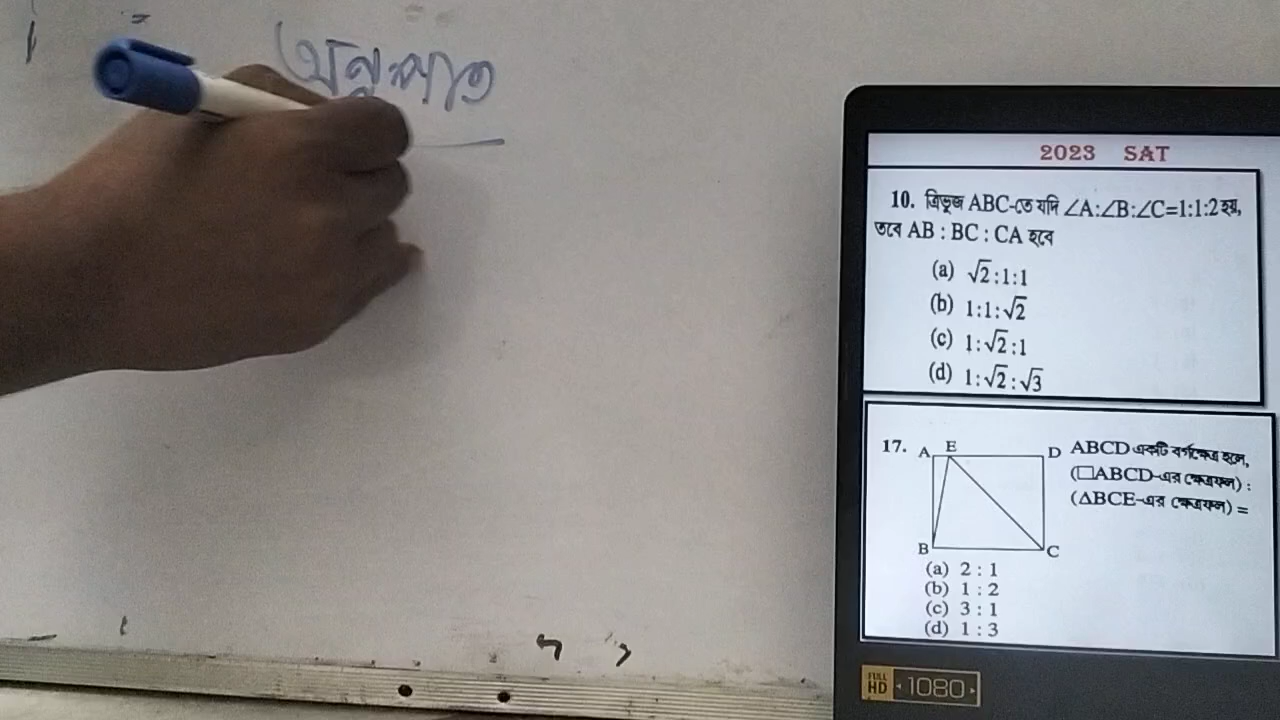 অনুপাত
2023 SAT
10. ত্রিভূজ ABC-তে যদি ∠A:∠B:∠C=1:1:2 হয়,
তবে AB : BC : CA হবে
(a) √2:1:1
(b) 1:1:√2
(c) 1:√2:1
(d) 1:√2:√3
17. A E D ABCD একটি বর্গক্ষেত্র হলে,
(□ABCD-এর ক্ষেত্রফল) :
(ΔBCE-এর ক্ষেত্রফল) =
B C
(a) 2 : 1
(b) 1 : 2
(c) 3 : 1
(d) 1 : 3
FULL HD 1080